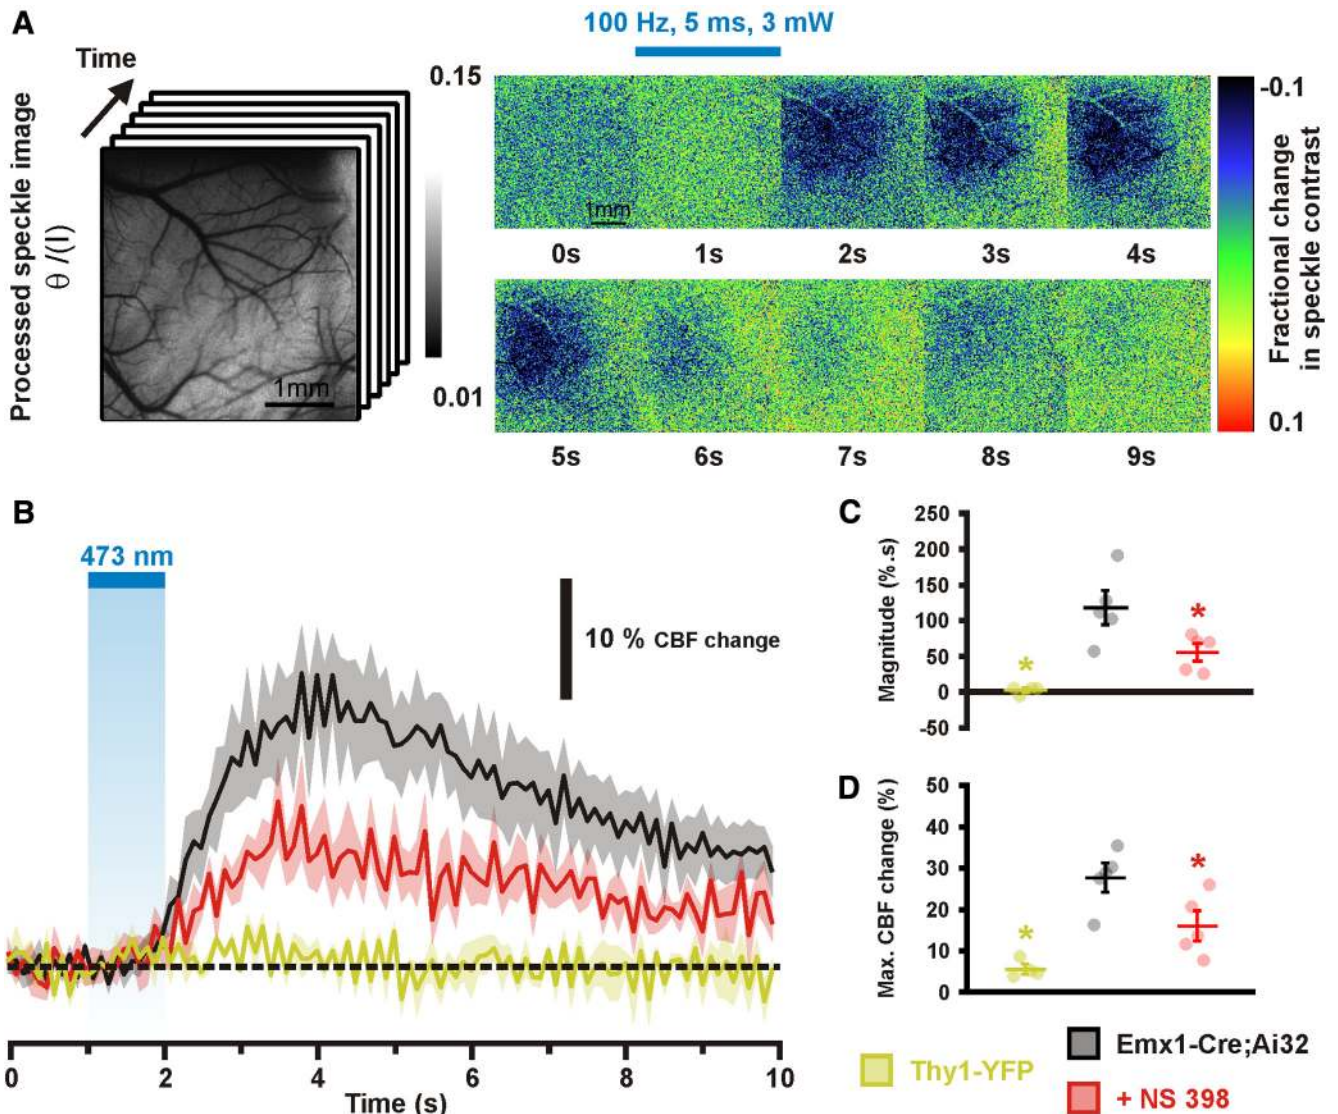 A
Time
Processed speckle image
θ /(I)
1mm
0.15
0.01
100 Hz, 5 ms, 3 mW
1mm
0s 1s 2s 3s 4s
5s 6s 7s 8s 9s
-0.1
0.1
Fractional change
in speckle contrast
B
473 nm
10 % CBF change
0 2 4 6 8 10
Time (s)
C
Magnitude (%.s)
250
200
150
100
50
0
-50
*
*
D
Max. CBF change (%)
50
40
30
20
10
0
*
*
Thy1-YFP
Emx1-Cre;Ai32
+ NS 398